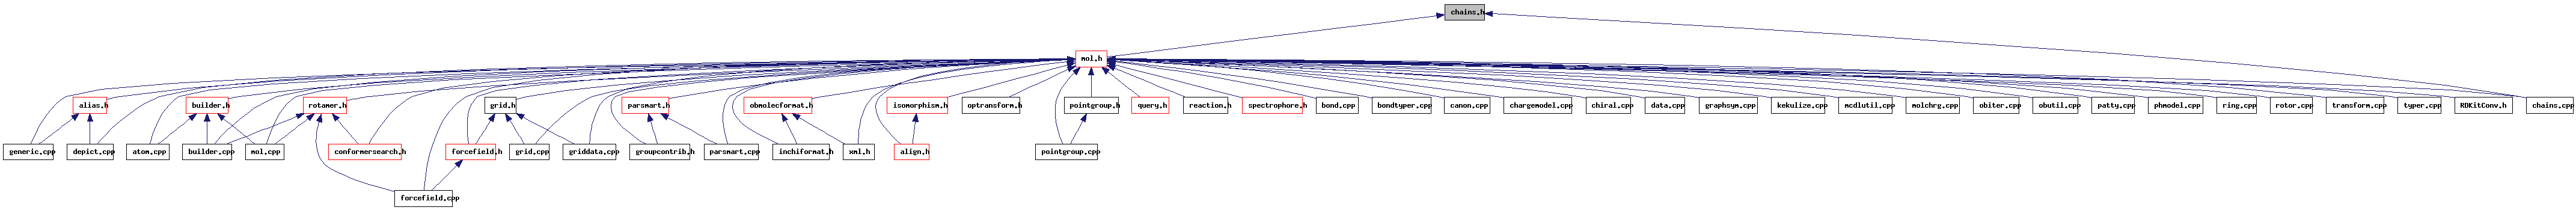 chains.h
mol.h
alias.h
builder.h
rotamer.h
grid.h
parsmart.h
obmolecformat.h
isomorphism.h
optransform.h
pointgroup.h
query.h
reaction.h
spectrophore.h
bond.cpp
bondtyper.cpp
canon.cpp
chargemodel.cpp
chiral.cpp
data.cpp
graphsym.cpp
kekulize.cpp
mcdlutil.cpp
molchrg.cpp
obiter.cpp
obutil.cpp
patty.cpp
phmodel.cpp
ring.cpp
rotor.cpp
transform.cpp
typer.cpp
RDKitConv.h
chains.cpp
generic.cpp
depict.cpp
atom.cpp
builder.cpp
mol.cpp
conformersearch.h
forcefield.h
grid.cpp
griddata.cpp
groupcontrib.h
parsmart.cpp
inchiformat.h
xml.h
align.h
pointgroup.cpp
forcefield.cpp